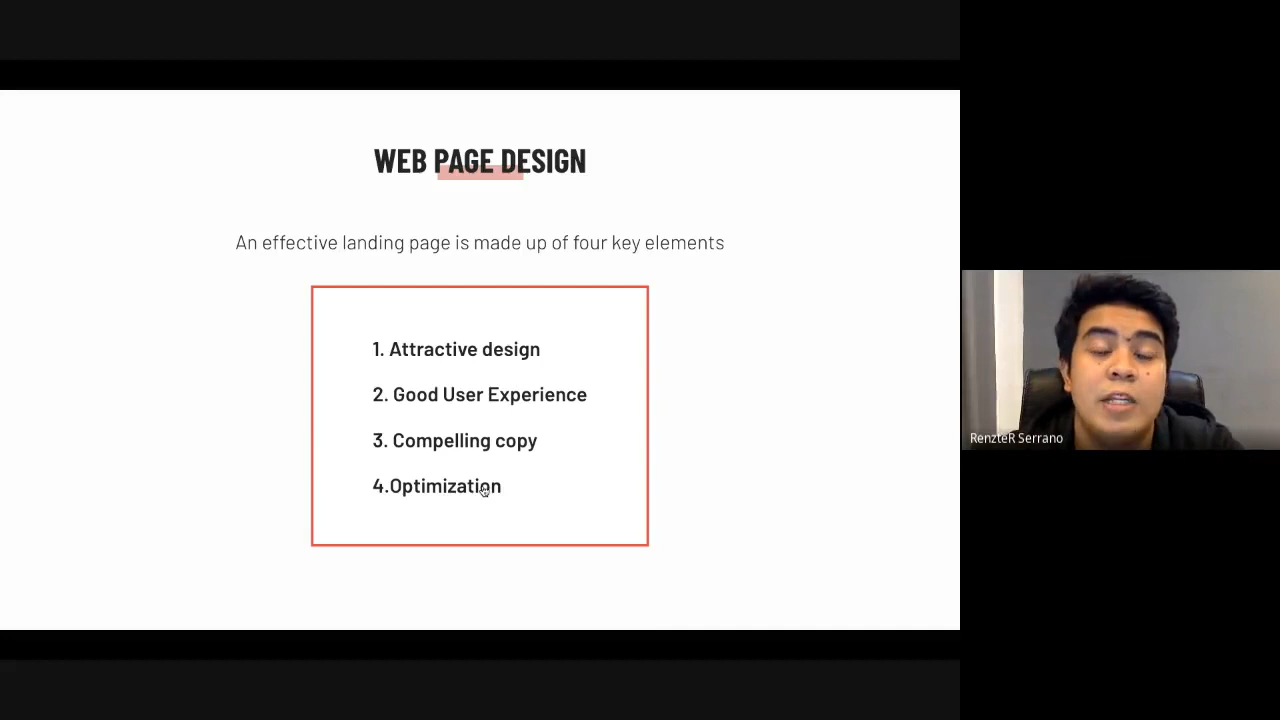 WEB PAGE DESIGN
An effective landing page is made up of four key elements
1. Attractive design
2. Good User Experience
3. Compelling copy
4.Optimization
RenzteR Serrano